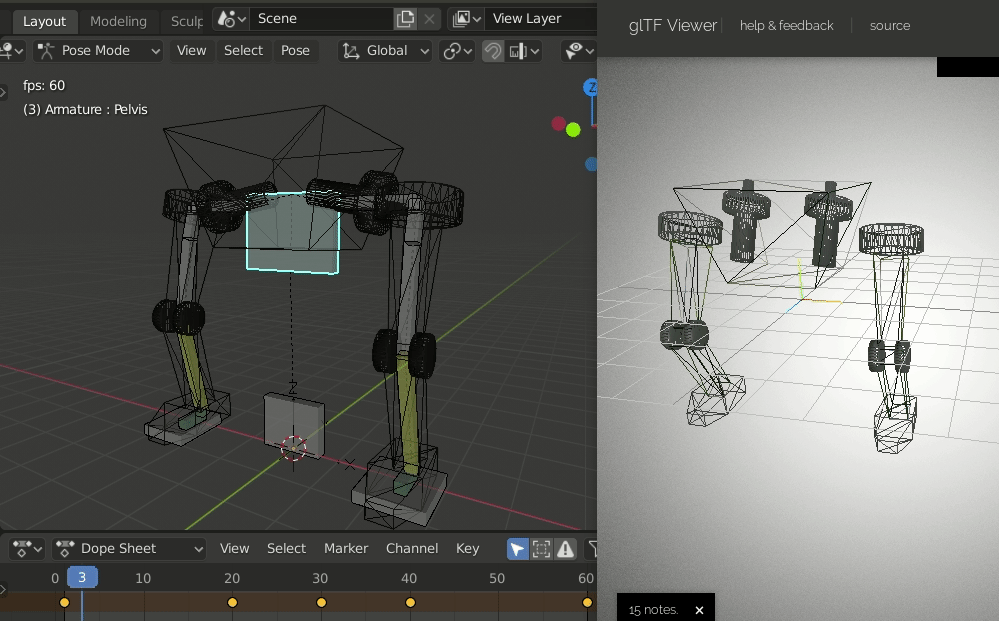 Layout Modeling Sculp Scene View Layer
Pose Mode View Select Pose Global
fps: 60
(3) Armature : Pelvis
Z
Dope Sheet View Select Marker Channel Key
0 3 10 20 30 40 50 60
glTF Viewer help & feedback source
15 notes. ×